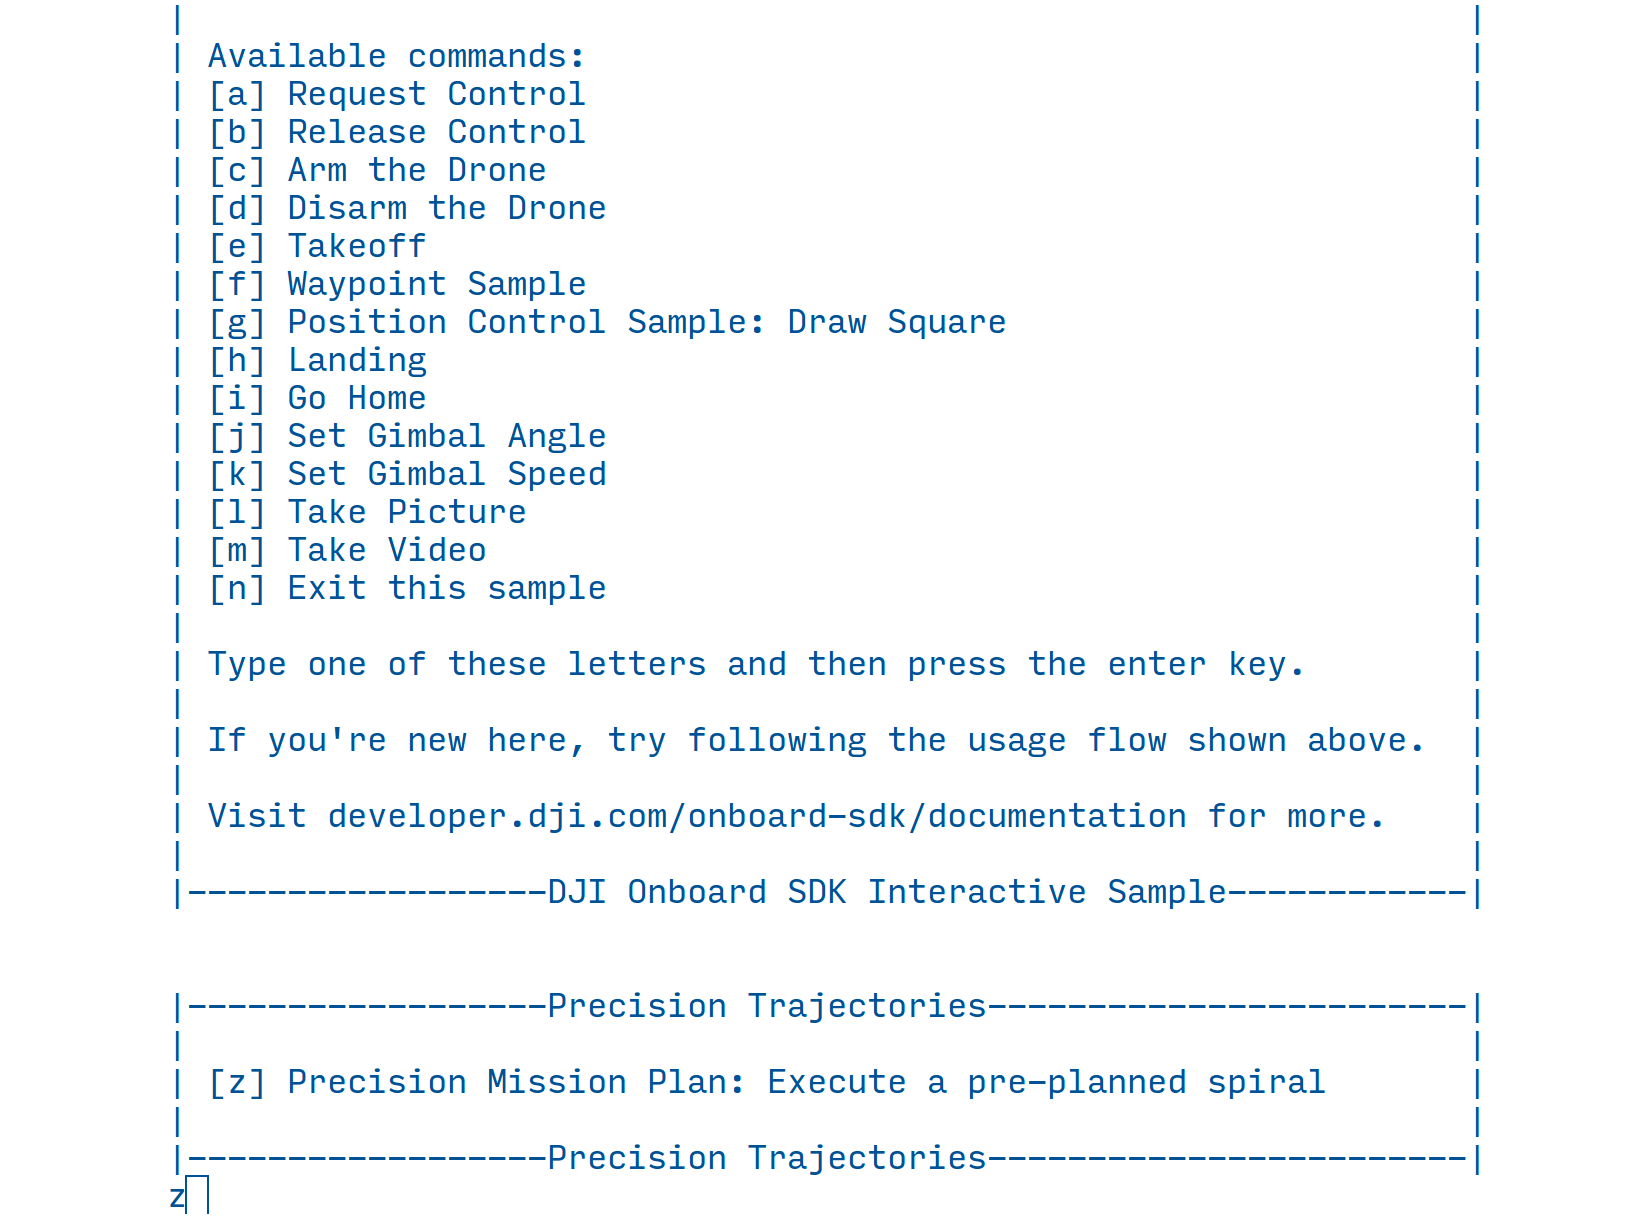 |                                                                |
| Available commands:                                            |
| [a] Request Control                                            |
| [b] Release Control                                            |
| [c] Arm the Drone                                              |
| [d] Disarm the Drone                                           |
| [e] Takeoff                                                    |
| [f] Waypoint Sample                                            |
| [g] Position Control Sample: Draw Square                       |
| [h] Landing                                                    |
| [i] Go Home                                                    |
| [j] Set Gimbal Angle                                           |
| [k] Set Gimbal Speed                                           |
| [l] Take Picture                                               |
| [m] Take Video                                                 |
| [n] Exit this sample                                           |
|                                                                |
| Type one of these letters and then press the enter key.        |
|                                                                |
| If you're new here, try following the usage flow shown above.  |
|                                                                |
| Visit developer.dji.com/onboard-sdk/documentation for more.    |
|                                                                |
|------------------DJI Onboard SDK Interactive Sample------------|

|------------------Precision Trajectories------------------------|
|                                                                |
| [z] Precision Mission Plan: Execute a pre-planned spiral       |
|                                                                |
|------------------Precision Trajectories------------------------|
z